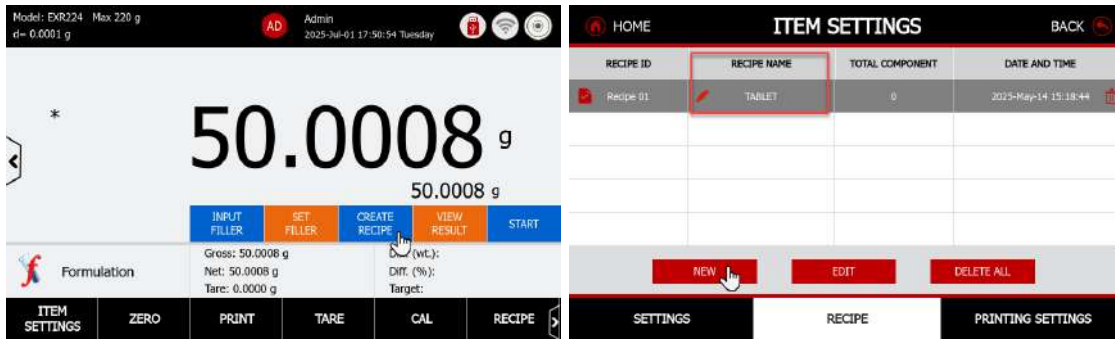 Model: EXR224 Max 220 g
d= 0.0001 g
AD
Admin
2025-Jul-01 17:50:54 Tuesday
*
50.0008 g
50.0008 g
INPUT FILLER
SET FILLER
CREATE RECIPE
VIEW RESULT
START
Formulation
Gross: 50.0008 g
Net: 50.0008 g
Tare: 0.0000 g
(wt.):
Diff. (%):
Target:
ITEM SETTINGS
ZERO
PRINT
TARE
CAL
RECIPE
HOME
ITEM SETTINGS
BACK
RECIPE ID
RECIPE NAME
TOTAL COMPONENT
DATE AND TIME
Recipe 01
TABLET
0
2025-May-14 15:18:44
NEW
EDIT
DELETE ALL
SETTINGS
RECIPE
PRINTING SETTINGS